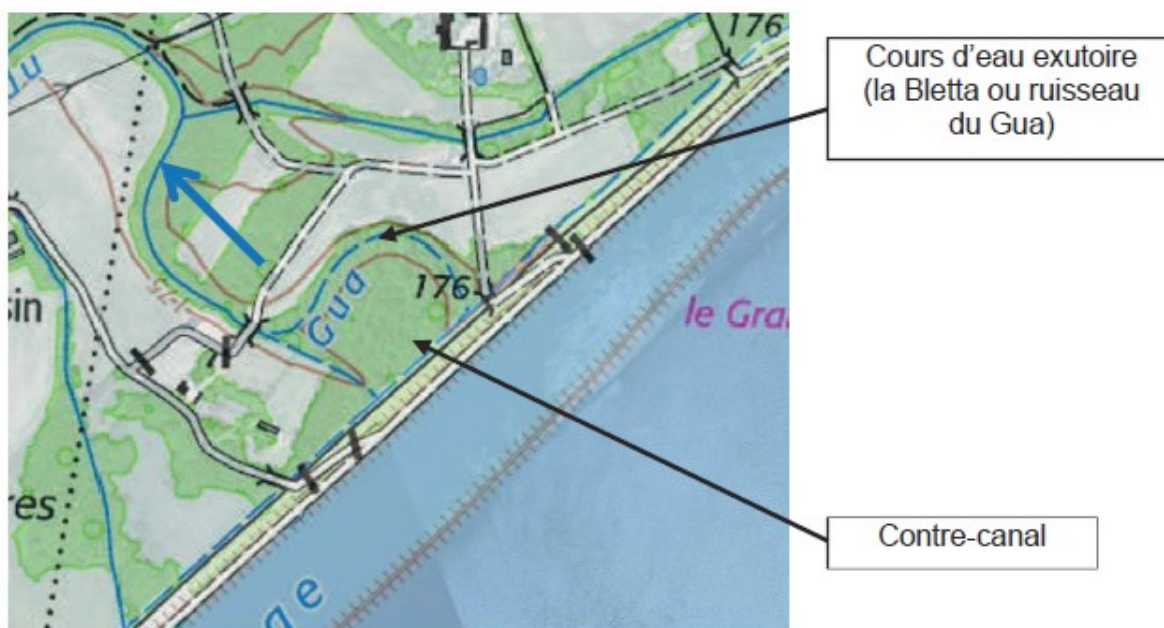 176
176
Gua
175
le Gra
sin
res
ge
Cours d'eau exutoire
(la Bletta ou ruisseau
du Gua)
Contre-canal